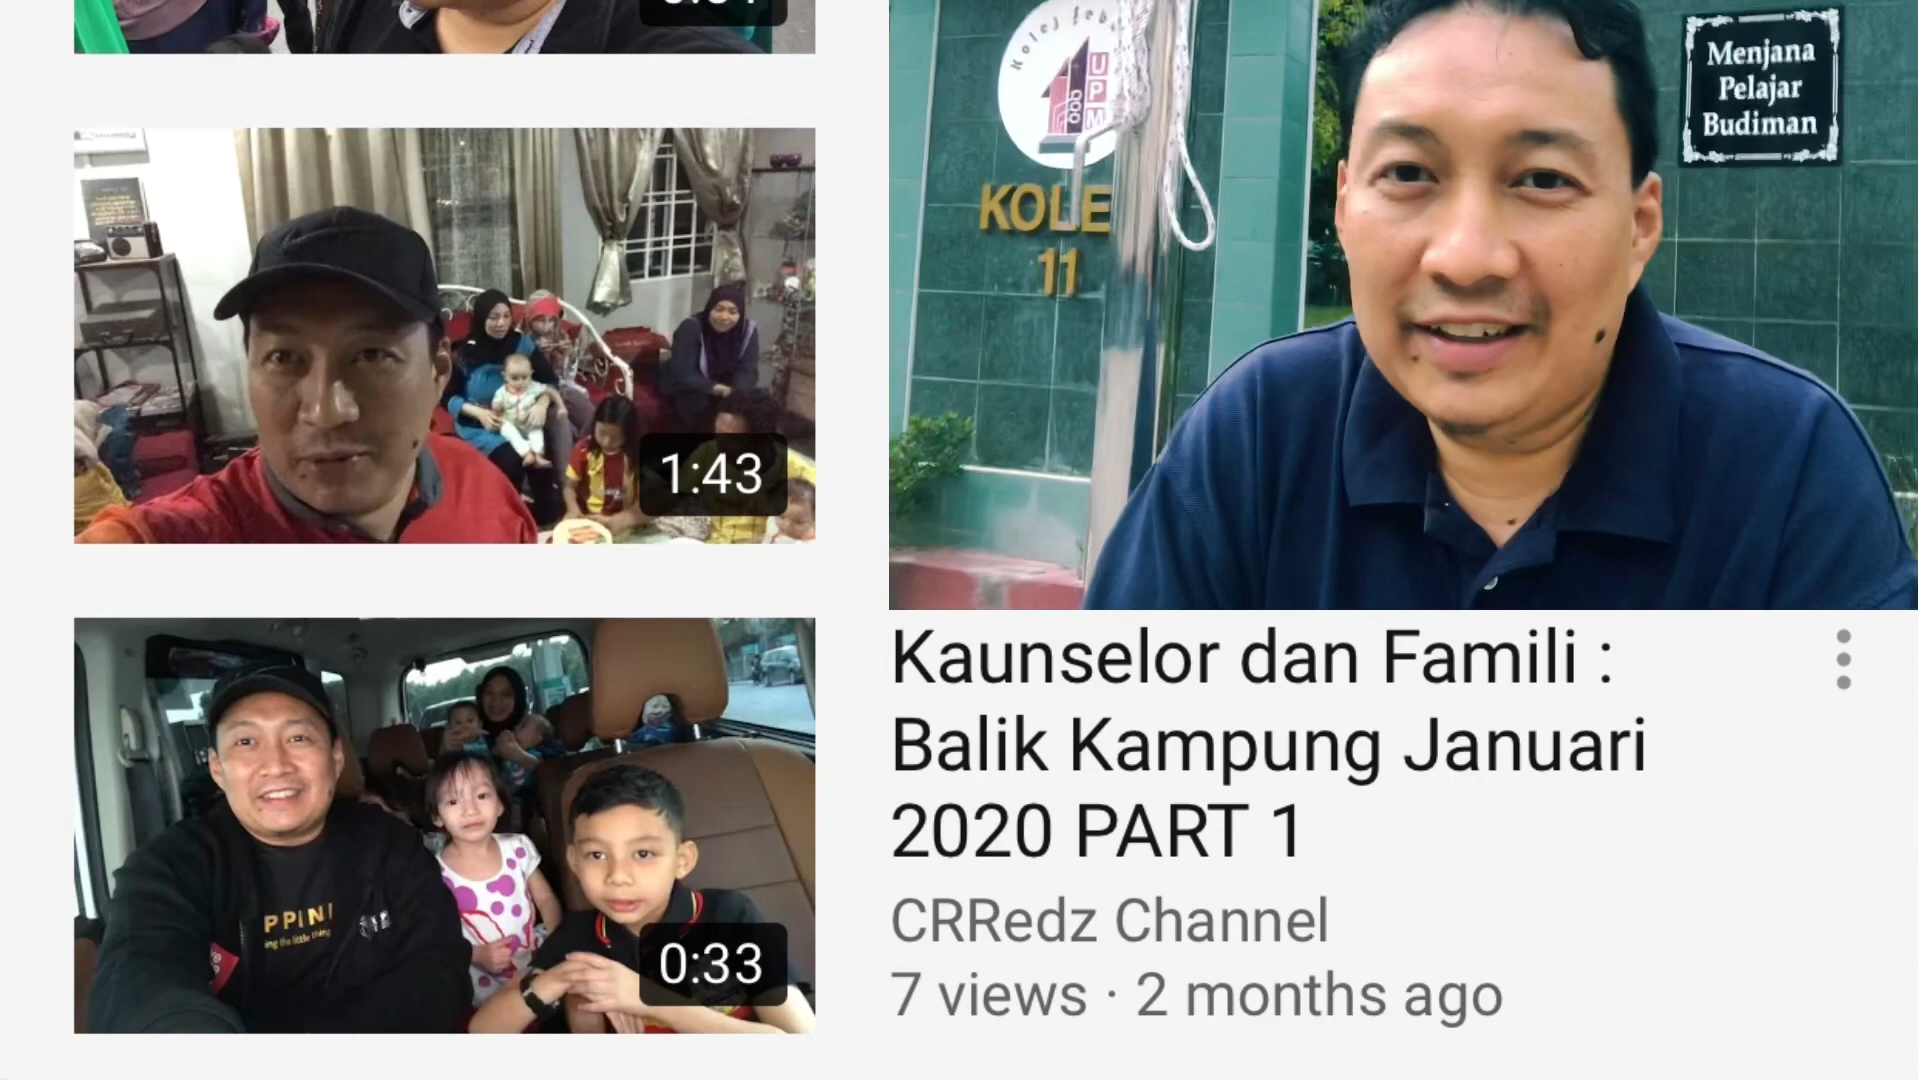 1:43
0:33
Kolej
UPM
KOLE
11
Menjana
Pelajar
Budiman
Kaunselor dan Famili :
Balik Kampung Januari
2020 PART 1
CRRedz Channel
7 views · 2 months ago